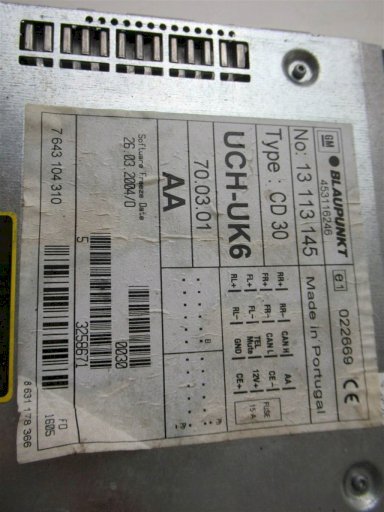 GM
BLAUPUNKT
453116246
No: 13 113 145
Type : CD 30
UCH-UK6
70.03.01
AA
Software Freeze Date
26.03.2004/0
7 643 104 310
e1 022669 CE
Made in Portugal
RR+ RR- CAN H AA
FR+ FR- CAN L CE-
FL+ FL- TEL Mute 12V+
RL+ RL- GND CE+
FUSE
15 A
5 3256671
0030
FD
1605
8 631 178 366